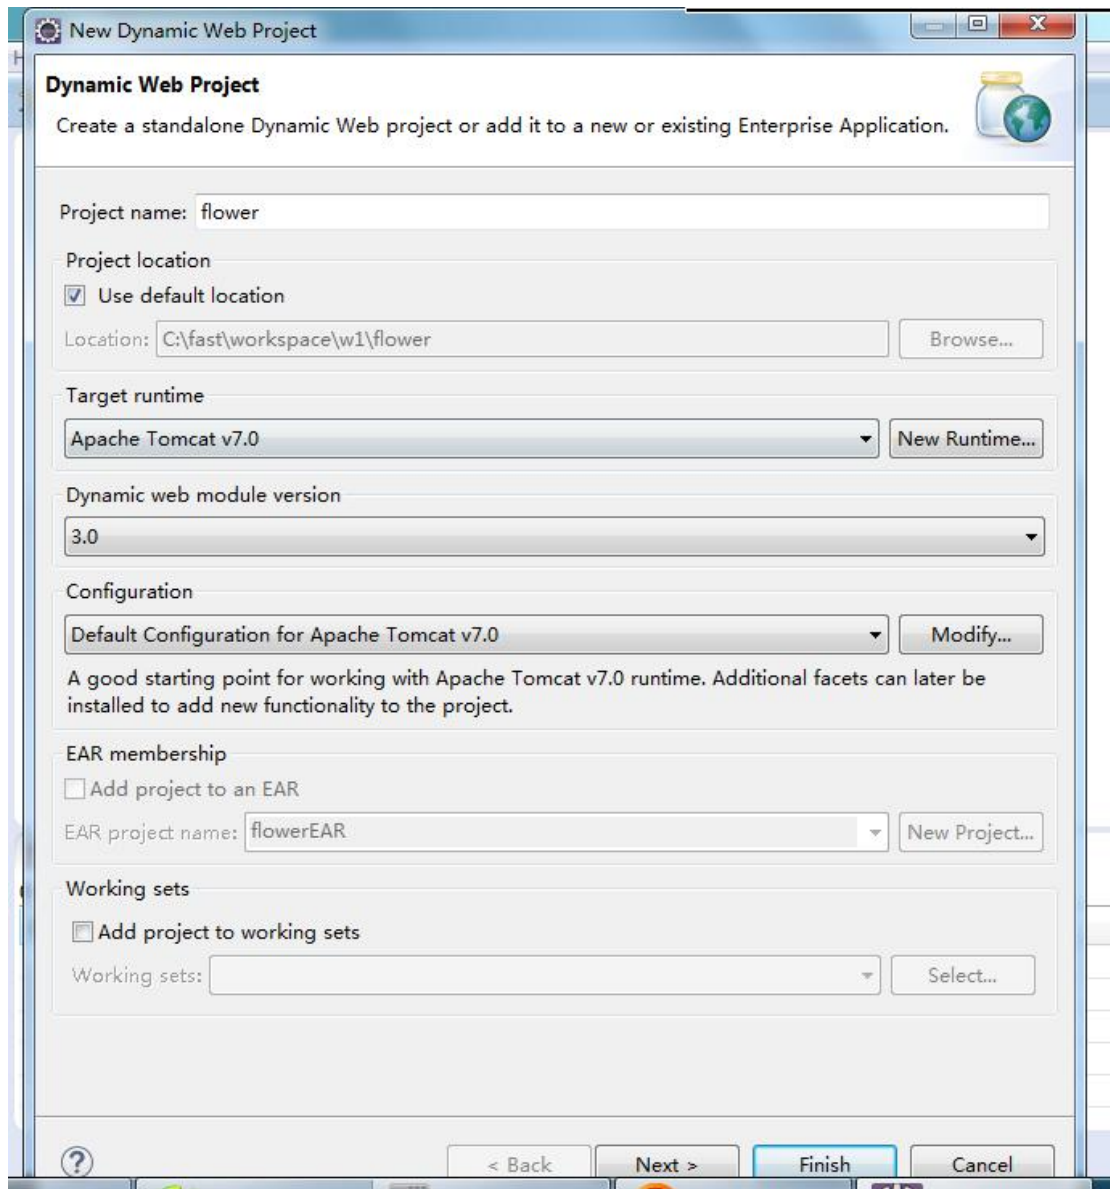 New Dynamic Web Project
Dynamic Web Project
Create a standalone Dynamic Web project or add it to a new or existing Enterprise Application.
Project name: flower
Project location
Use default location
Location: C:\fast\workspace\w1\flower Browse...
Target runtime
Apache Tomcat v7.0 New Runtime...
Dynamic web module version
3.0
Configuration
Default Configuration for Apache Tomcat v7.0 Modify...
A good starting point for working with Apache Tomcat v7.0 runtime. Additional facets can later be
installed to add new functionality to the project.
EAR membership
Add project to an EAR
EAR project name: flowerEAR New Project...
Working sets
Add project to working sets
Working sets: Select...
? < Back Next > Finish Cancel